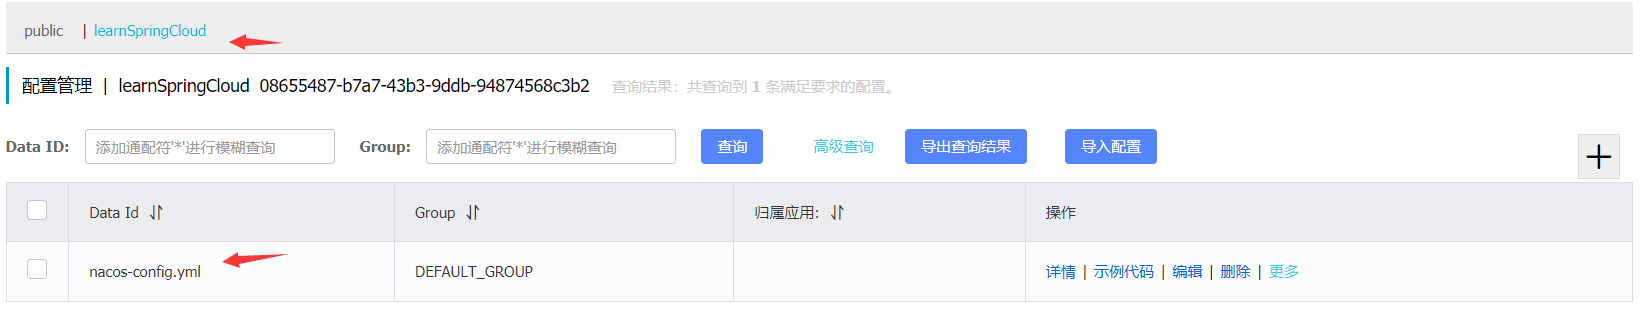 public | learnSpringCloud
配置管理 | learnSpringCloud 08655487-b7a7-43b3-9ddb-94874568c3b2 查询结果：共查询到 1 条满足要求的配置。
Data ID: 添加通配符'*'进行模糊查询 Group: 添加通配符'*'进行模糊查询 查询 高级查询 导出查询结果 导入配置
Data Id Group 归属应用: 操作
nacos-config.yml DEFAULT_GROUP 详情 | 示例代码 | 编辑 | 删除 | 更多